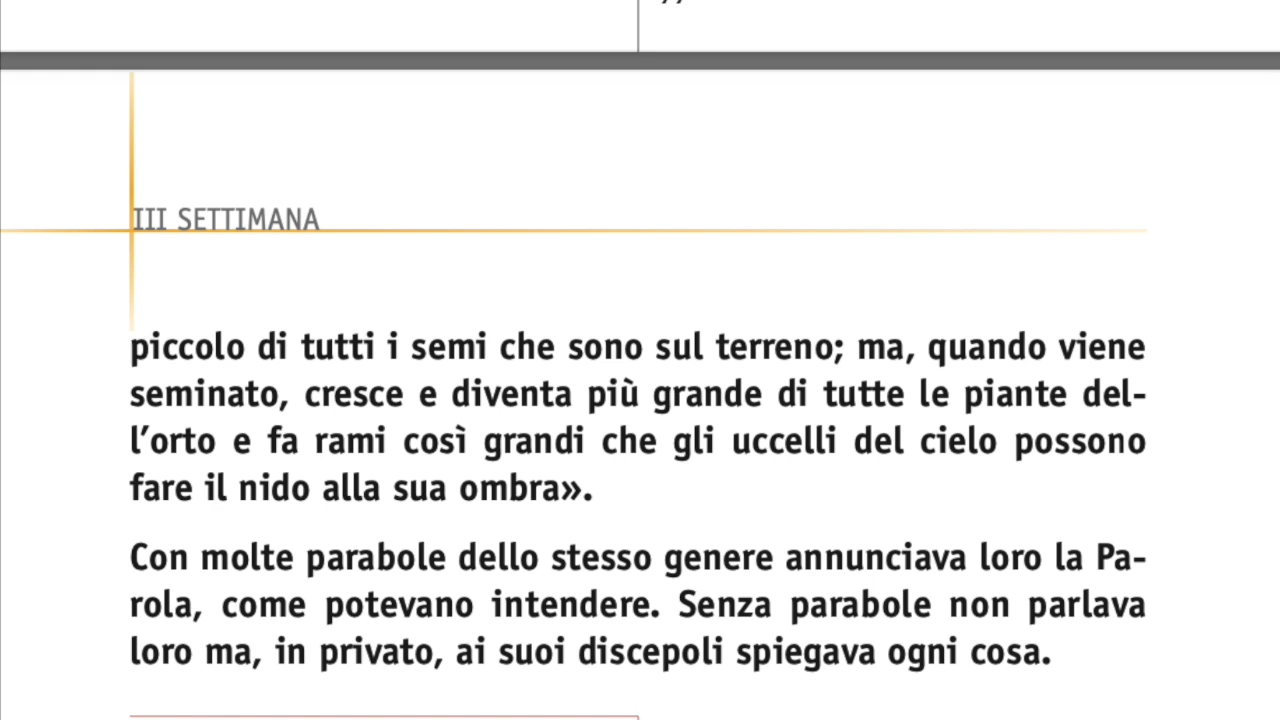 III SETTIMANA
piccolo di tutti i semi che sono sul terreno; ma, quando viene
seminato, cresce e diventa più grande di tutte le piante del-
l’orto e fa rami così grandi che gli uccelli del cielo possono
fare il nido alla sua ombra».
Con molte parabole dello stesso genere annunciava loro la Pa-
rola, come potevano intendere. Senza parabole non parlava
loro ma, in privato, ai suoi discepoli spiegava ogni cosa.